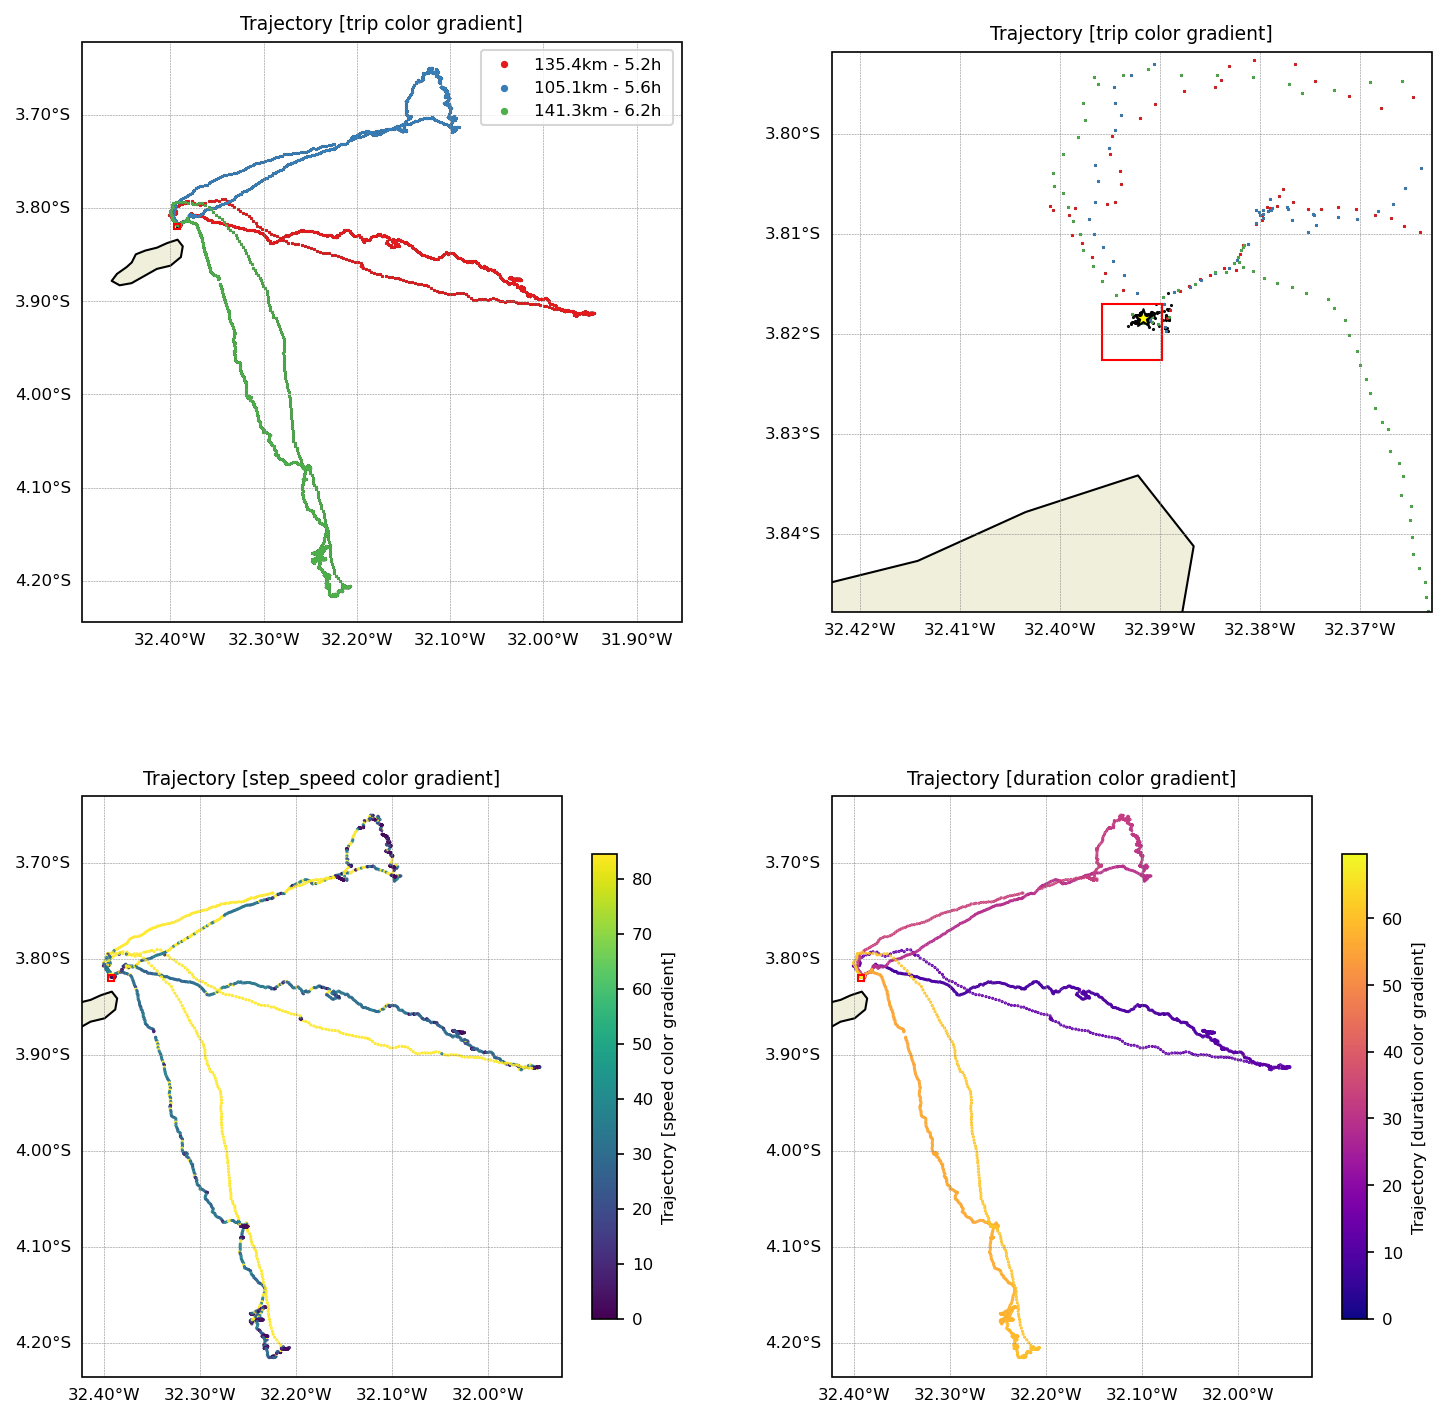 Trajectory [trip color gradient]
135.4km - 5.2h
105.1km - 5.6h
141.3km - 6.2h
3.70°S
3.80°S
3.90°S
4.00°S
4.10°S
4.20°S
32.40°W 32.30°W 32.20°W 32.10°W 32.00°W 31.90°W
Trajectory [trip color gradient]
3.80°S
3.81°S
3.82°S
3.83°S
3.84°S
32.42°W 32.41°W 32.40°W 32.39°W 32.38°W 32.37°W
Trajectory [step_speed color gradient]
3.70°S
3.80°S
3.90°S
4.00°S
4.10°S
4.20°S
32.40°W 32.30°W 32.20°W 32.10°W 32.00°W
80
70
60
50
40
30
20
10
0
Trajectory [speed color gradient]
Trajectory [duration color gradient]
3.70°S
3.80°S
3.90°S
4.00°S
4.10°S
4.20°S
32.40°W 32.30°W 32.20°W 32.10°W 32.00°W
60
50
40
30
20
10
0
Trajectory [duration color gradient]